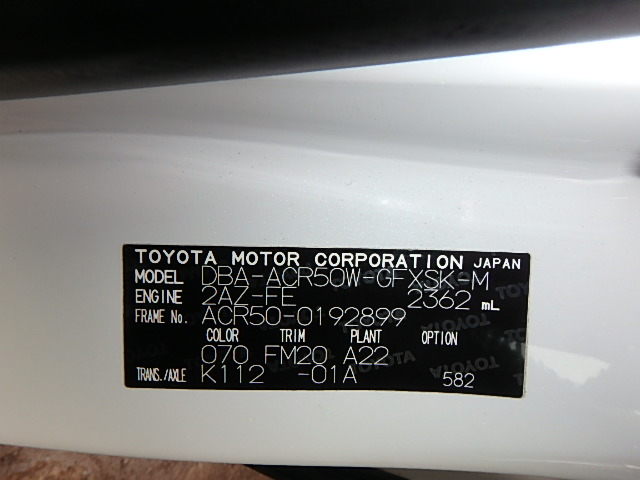 TOYOTA MOTOR CORPORATION JAPAN
MODEL DBA-ACR50W-GFXSK-M
ENGINE 2AZ-FE 2362 mL
FRAME No. ACR50-0192899
COLOR TRIM PLANT OPTION
070 FM20 A22
TRANS./AXLE K112 -01A 582